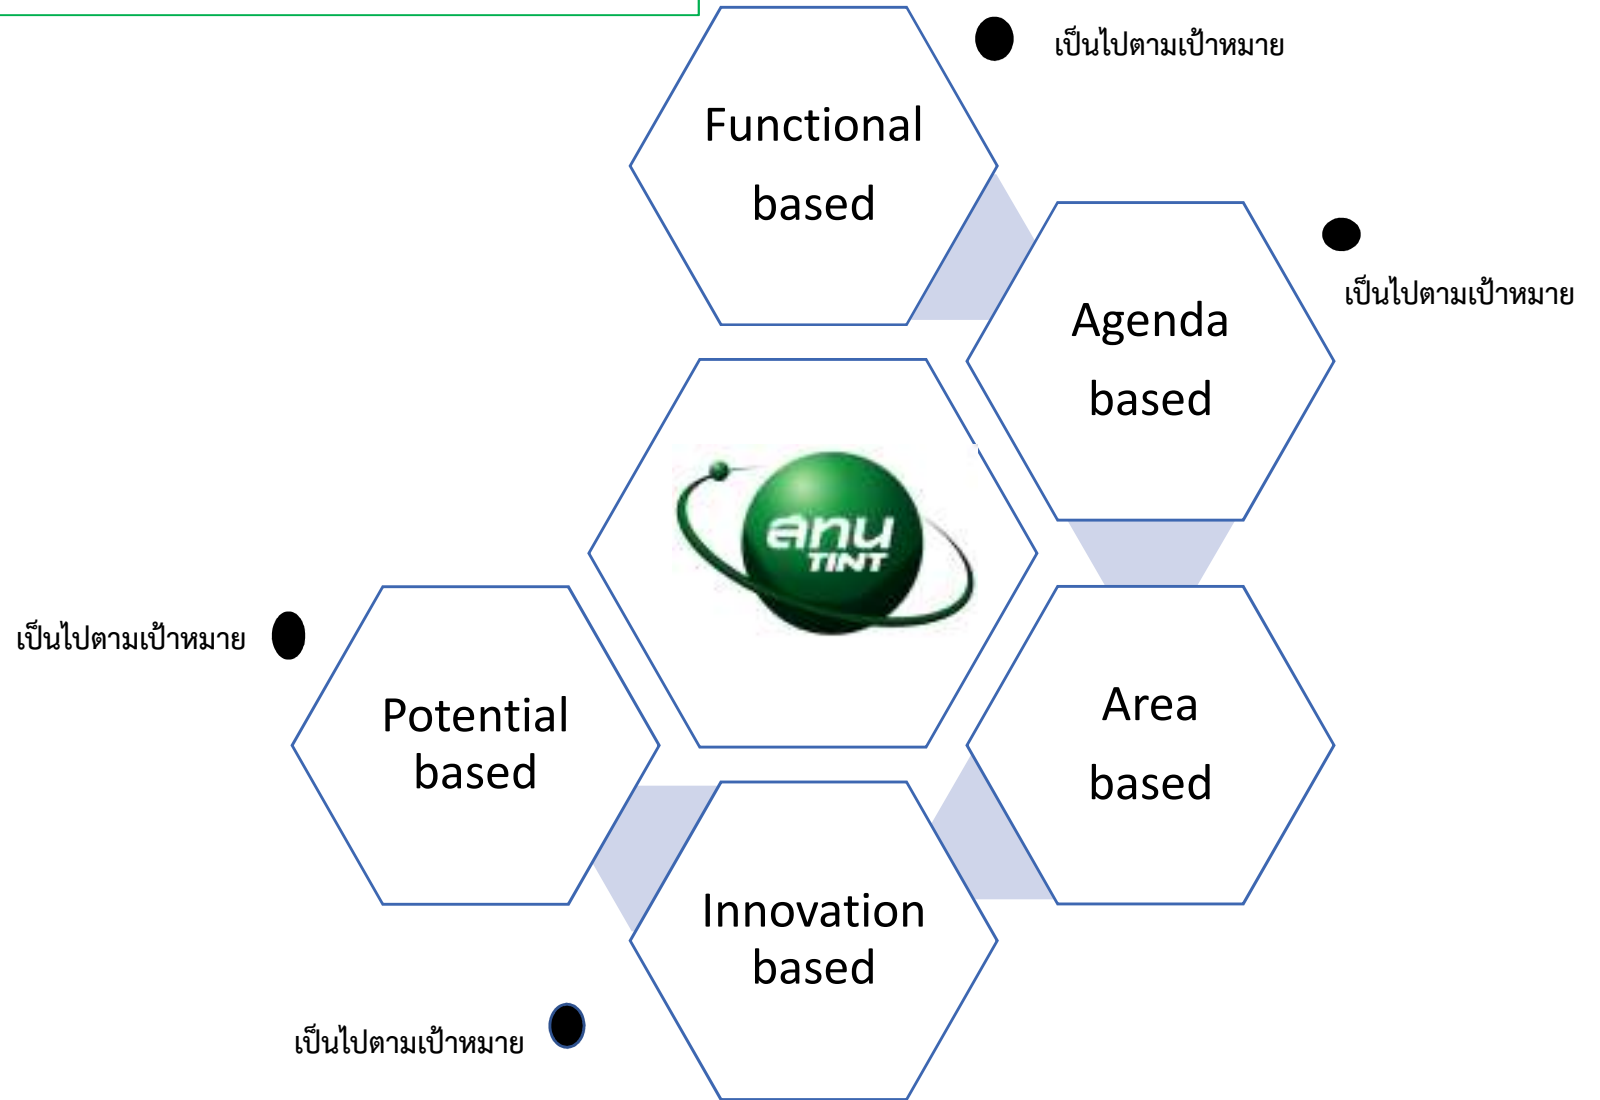 Functional
based
เป็นไปตามเป้าหมาย
Agenda
based
เป็นไปตามเป้าหมาย
สทน
TINT
Area
based
เป็นไปตามเป้าหมาย
Potential
based
Innovation
based
เป็นไปตามเป้าหมาย